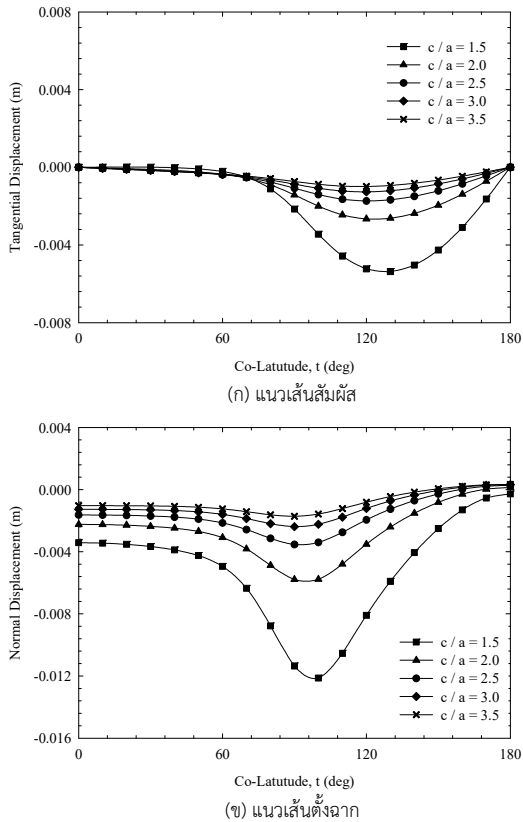 0.008
0.004
0.000
-0.004
-0.008
Tangential Displacement (m)
c / a = 1.5
c / a = 2.0
c / a = 2.5
c / a = 3.0
c / a = 3.5
0
60
120
180
Co-Latutude, t (deg)
(ก) แนวเส้นสัมผัส
0.004
0.000
-0.004
-0.008
-0.012
-0.016
Normal Displacement (m)
c / a = 1.5
c / a = 2.0
c / a = 2.5
c / a = 3.0
c / a = 3.5
0
60
120
180
Co-Latutude, t (deg)
(ข) แนวเส้นตั้งฉาก